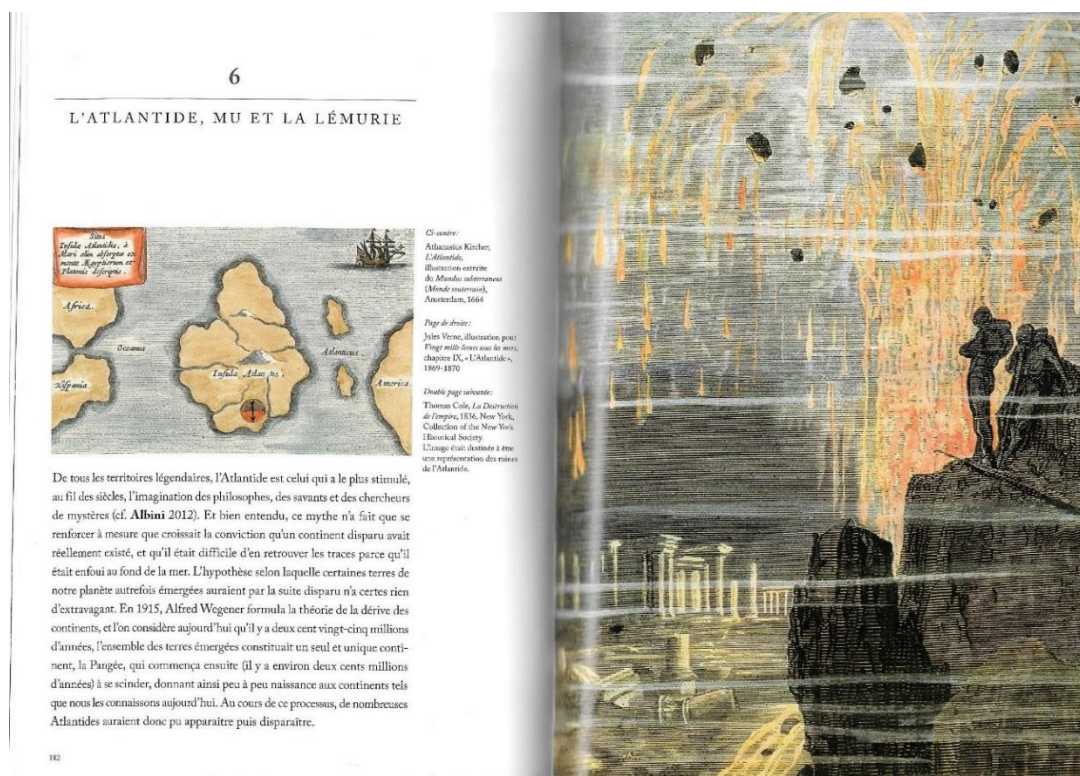 6
L'ATLANTIDE, MU ET LA LÉMURIE
Situs
Insulæ Atlantidis, à
Mari olim absorptæ ex
mente Ægyptiorum et
Platonis descriptio.
Africa.
Oceanus
Hispania.
Insula Atlantis.
Atlanticus.
America.
Ci-contre:
Athanasius Kircher,
L'Atlantide,
illustration extraite
du Mundus subterraneus
(Monde souterrain),
Amsterdam, 1664
Page de droite:
Jules Verne, illustration pour
Vingt mille lieues sous les mers,
chapitre IX, « L'Atlantide »,
1869-1870
Double page suivante:
Thomas Cole, La Destruction
de l'empire, 1836. New York,
Collection of the New York
Historical Society.
L'image était destinée à être
une représentation des ruines
de l'Atlantide.
De tous les territoires légendaires, l'Atlantide est celui qui a le plus stimulé,
au fil des siècles, l'imagination des philosophes, des savants et des chercheurs
de mystères (cf. Albini 2012). Et bien entendu, ce mythe n'a fait que se
renforcer à mesure que croissait la conviction qu'un continent disparu avait
réellement existé, et qu'il était difficile d'en retrouver les traces parce qu'il
était enfoui au fond de la mer. L'hypothèse selon laquelle certaines terres de
notre planète autrefois émergées auraient par la suite disparu n'a certes rien
d'extravagant. En 1915, Alfred Wegener formula la théorie de la dérive des
continents, et l'on considère aujourd'hui qu'il y a deux cent vingt-cinq millions
d'années, l'ensemble des terres émergées constituait un seul et unique conti-
nent, la Pangée, qui commença ensuite (il y a environ deux cents millions
d'années) à se scinder, donnant ainsi peu à peu naissance aux continents tels
que nous les connaissons aujourd'hui. Au cours de ce processus, de nombreuses
Atlantides auraient donc pu apparaître puis disparaître.
182